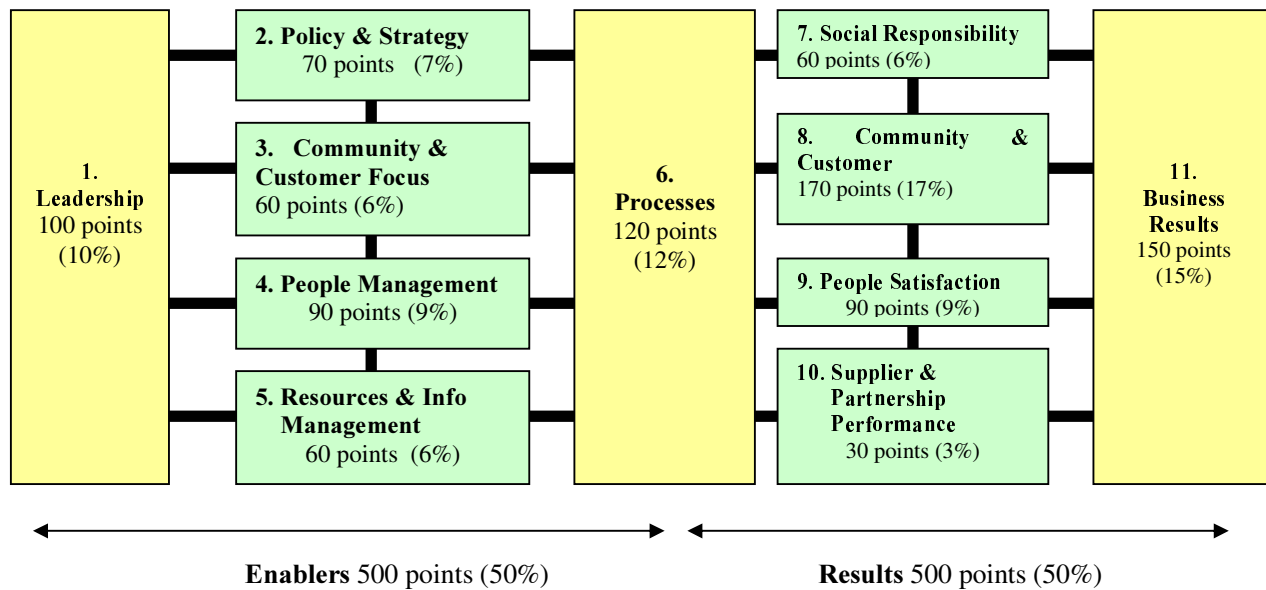 1.
Leadership
100 points
(10%)
2. Policy & Strategy
70 points (7%)
3. Community &
Customer Focus
60 points (6%)
4. People Management
90 points (9%)
5. Resources & Info
Management
60 points (6%)
6.
Processes
120 points
(12%)
7. Social Responsibility
60 points (6%)
8. Community &
Customer
170 points (17%)
9. People Satisfaction
90 points (9%)
10. Supplier &
Partnership
Performance
30 points (3%)
11.
Business
Results
150 points
(15%)
Enablers 500 points (50%)
Results 500 points (50%)